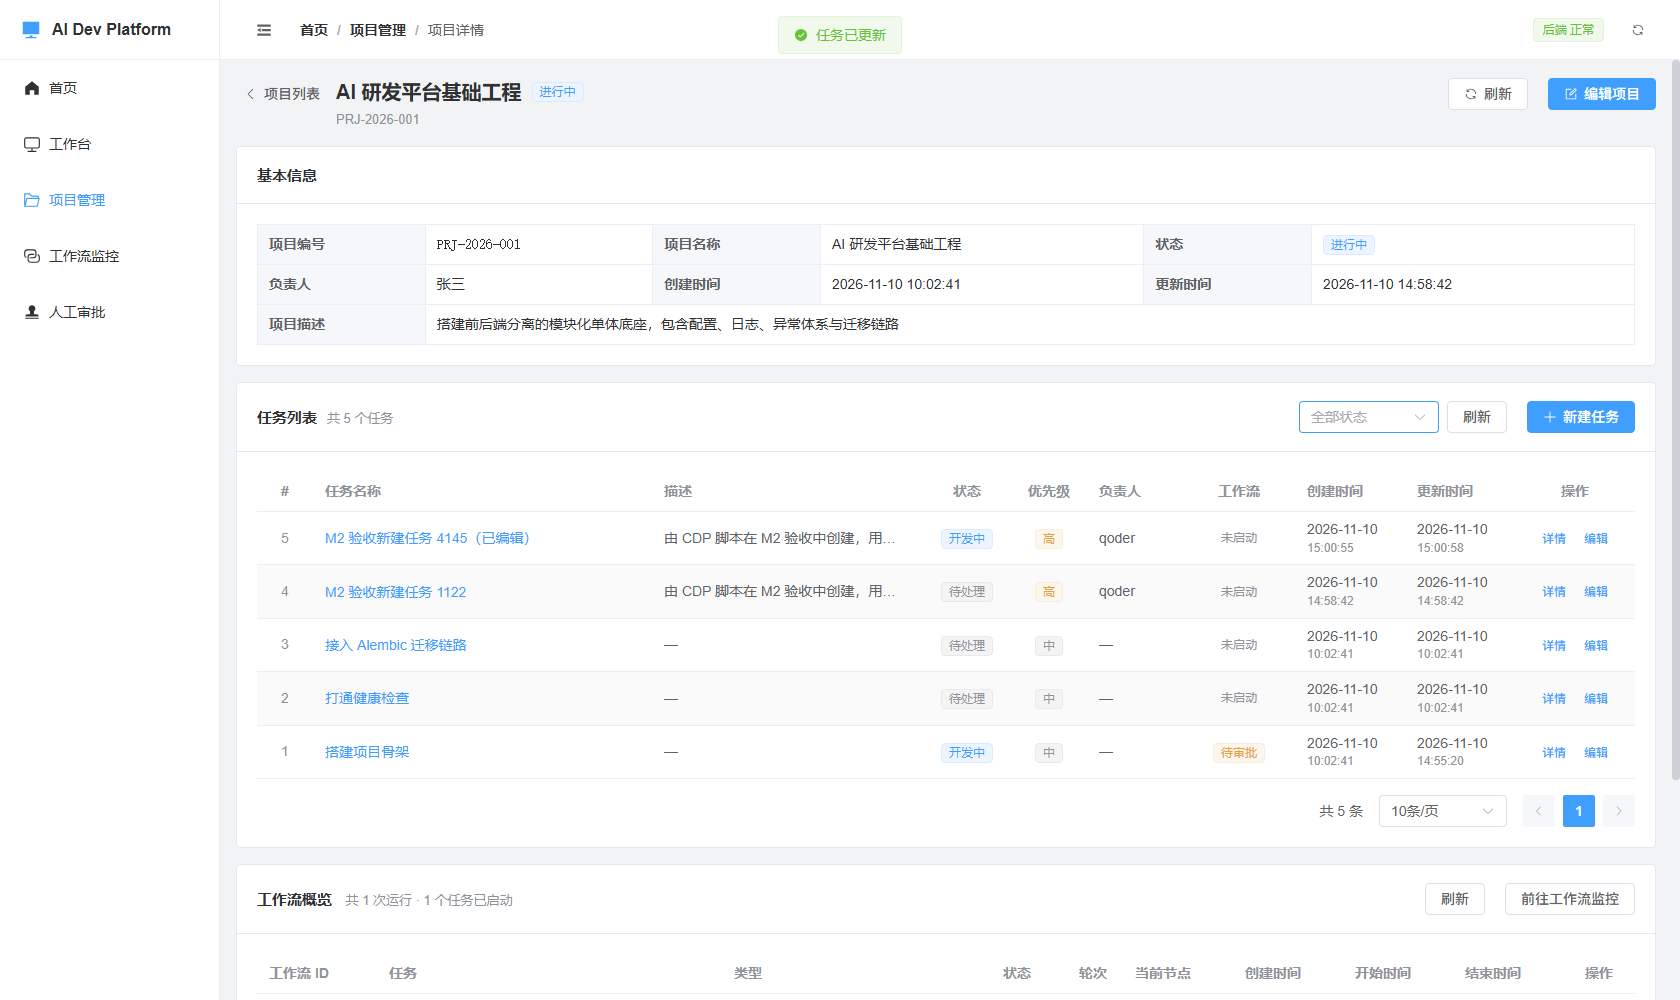 AI Dev Platform
首页
工作台
项目管理
工作流监控
人工审批
首页 / 项目管理 / 项目详情
任务已更新
后端 正常
项目列表 AI 研发平台基础工程 进行中
PRJ-2026-001
刷新 编辑项目
基本信息
项目编号 PRJ-2026-001 项目名称 AI 研发平台基础工程 状态 进行中
负责人 张三 创建时间 2026-11-10 10:02:41 更新时间 2026-11-10 14:58:42
项目描述 搭建前后端分离的模块化单体底座，包含配置、日志、异常体系与迁移链路
任务列表 共 5 个任务 全部状态 刷新 新建任务
# 任务名称 描述 状态 优先级 负责人 工作流 创建时间 更新时间 操作
5 M2 验收新建任务 4145（已编辑） 由 CDP 脚本在 M2 验收中创建，用... 开发中 高 qoder 未启动 2026-11-10 15:00:55 2026-11-10 15:00:58 详情 编辑
4 M2 验收新建任务 1122 由 CDP 脚本在 M2 验收中创建，用... 待处理 高 qoder 未启动 2026-11-10 14:58:42 2026-11-10 14:58:42 详情 编辑
3 接入 Alembic 迁移链路 — 待处理 中 — 未启动 2026-11-10 10:02:41 2026-11-10 10:02:41 详情 编辑
2 打通健康检查 — 待处理 中 — 未启动 2026-11-10 10:02:41 2026-11-10 10:02:41 详情 编辑
1 搭建项目骨架 — 开发中 中 — 待审批 2026-11-10 10:02:41 2026-11-10 14:55:20 详情 编辑
共 5 条 10条/页 1
工作流概览 共 1 次运行 · 1 个任务已启动 刷新 前往工作流监控
工作流 ID 任务 类型 状态 轮次 当前节点 创建时间 开始时间 结束时间 操作